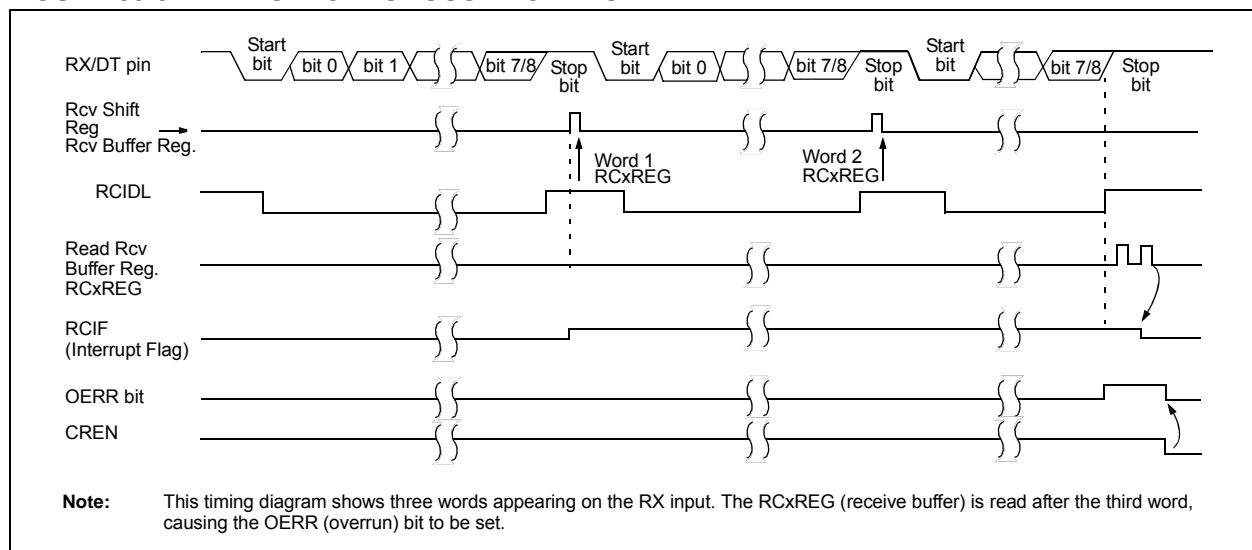 RX/DT pin
Start
bit
bit 0
bit 1
bit 7/8
Stop
bit
Start
bit
bit 0
bit 7/8
Stop
bit
Start
bit
bit 7/8
Stop
bit
Rcv Shift
Reg
Rcv Buffer Reg.
Word 1
RCxREG
Word 2
RCxREG
RCIDL
Read Rcv
Buffer Reg.
RCxREG
RCIF
(Interrupt Flag)
OERR bit
CREN
Note: This timing diagram shows three words appearing on the RX input. The RCxREG (receive buffer) is read after the third word,
causing the OERR (overrun) bit to be set.